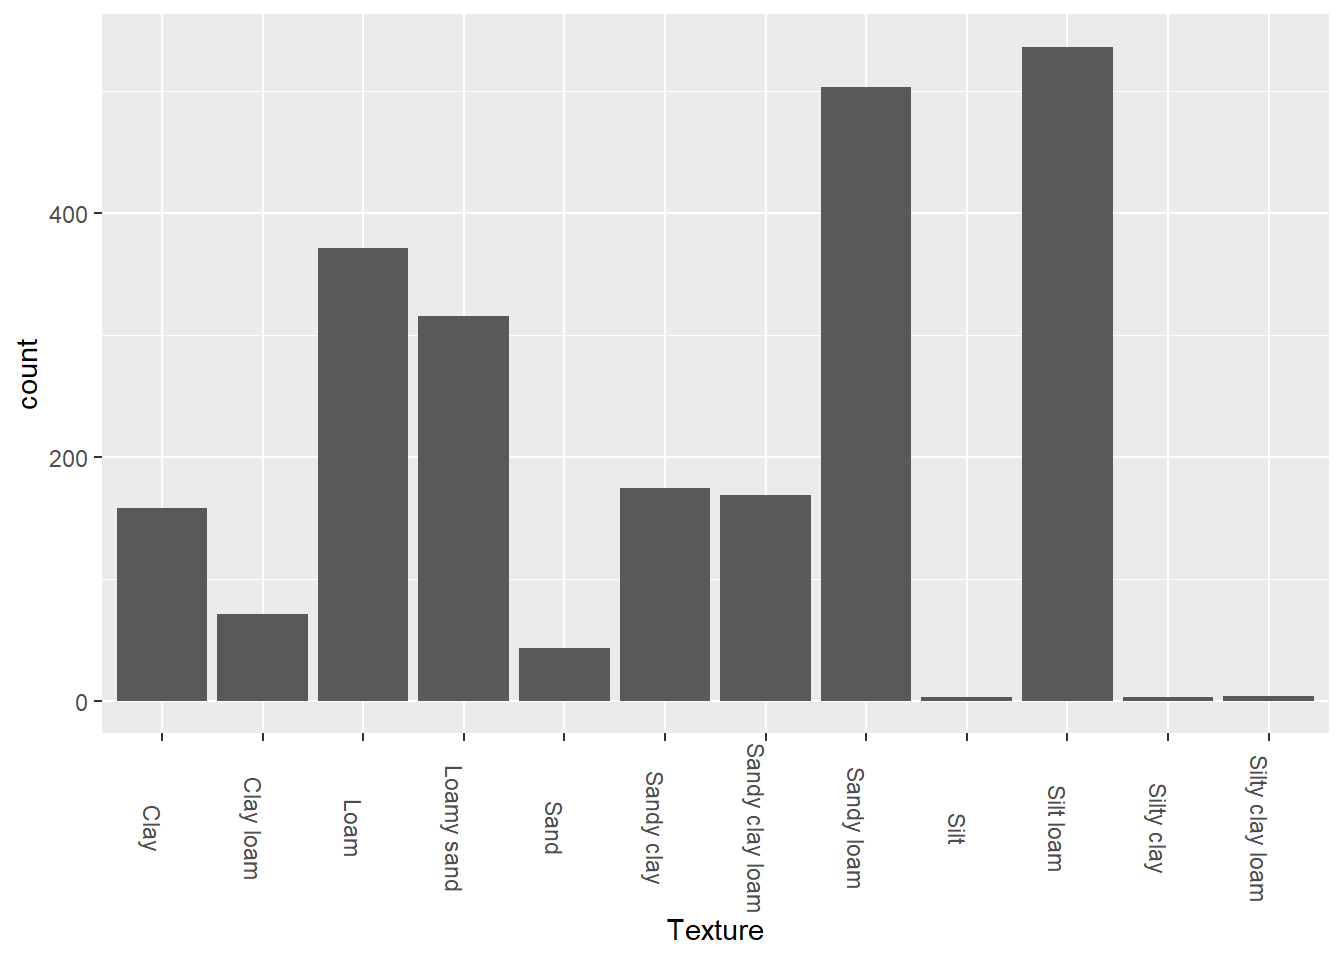 count
400
200
0
Clay
Clay loam
Loam
Loamy sand
Sand
Sandy clay
Sandy clay loam
Sandy loam
Silt
Silt loam
Silty clay
Silty clay loam
Texture